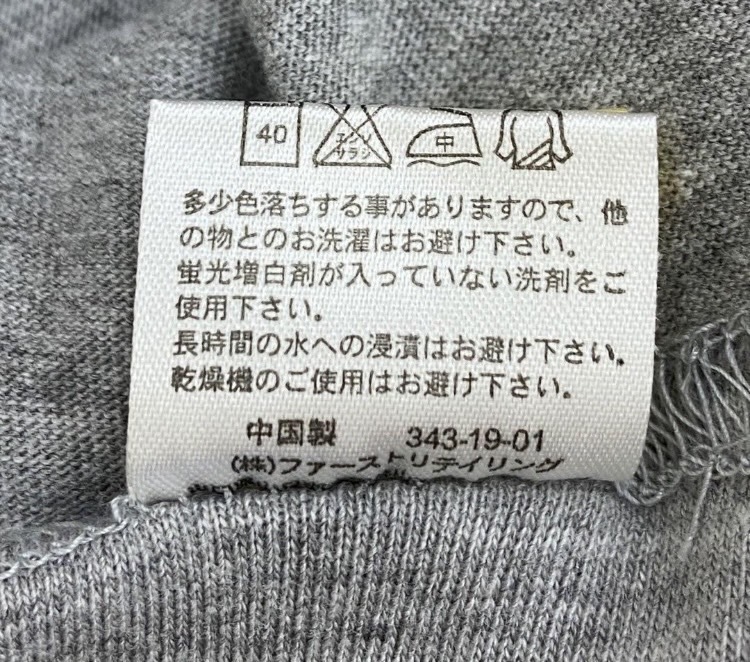 40
エンソ
サラシ
中
多少色落ちする事がありますので、他
の物とのお洗濯はお避け下さい。
蛍光増白剤が入っていない洗剤をご
使用下さい。
長時間の水への浸漬はお避け下さい。
乾燥機のご使用はお避け下さい。
中国製 343-19-01
(株)ファーストリテイリング